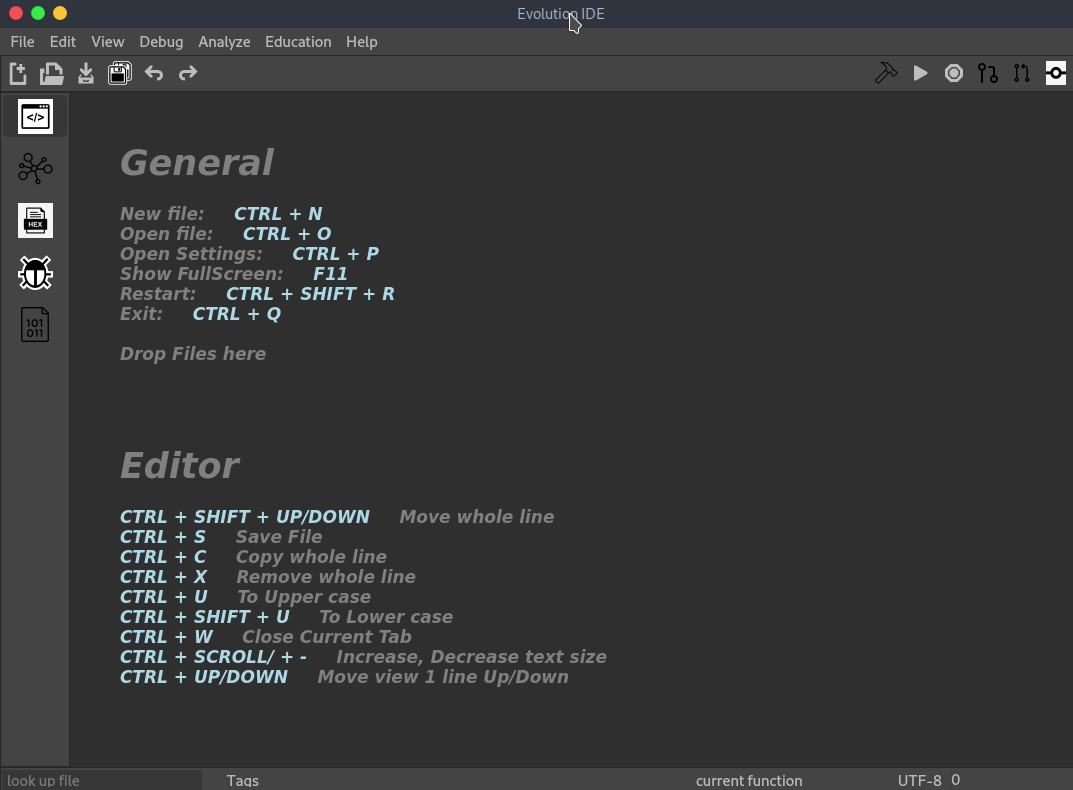 Evolution IDE
File Edit View Debug Analyze Education Help
</>
HEX
101
011
General
New file: CTRL + N
Open file: CTRL + O
Open Settings: CTRL + P
Show FullScreen: F11
Restart: CTRL + SHIFT + R
Exit: CTRL + Q
Drop Files here
Editor
CTRL + SHIFT + UP/DOWN Move whole line
CTRL + S Save File
CTRL + C Copy whole line
CTRL + X Remove whole line
CTRL + U To Upper case
CTRL + SHIFT + U To Lower case
CTRL + W Close Current Tab
CTRL + SCROLL/ + - Increase, Decrease text size
CTRL + UP/DOWN Move view 1 line Up/Down
look up file Tags current function UTF-8 0